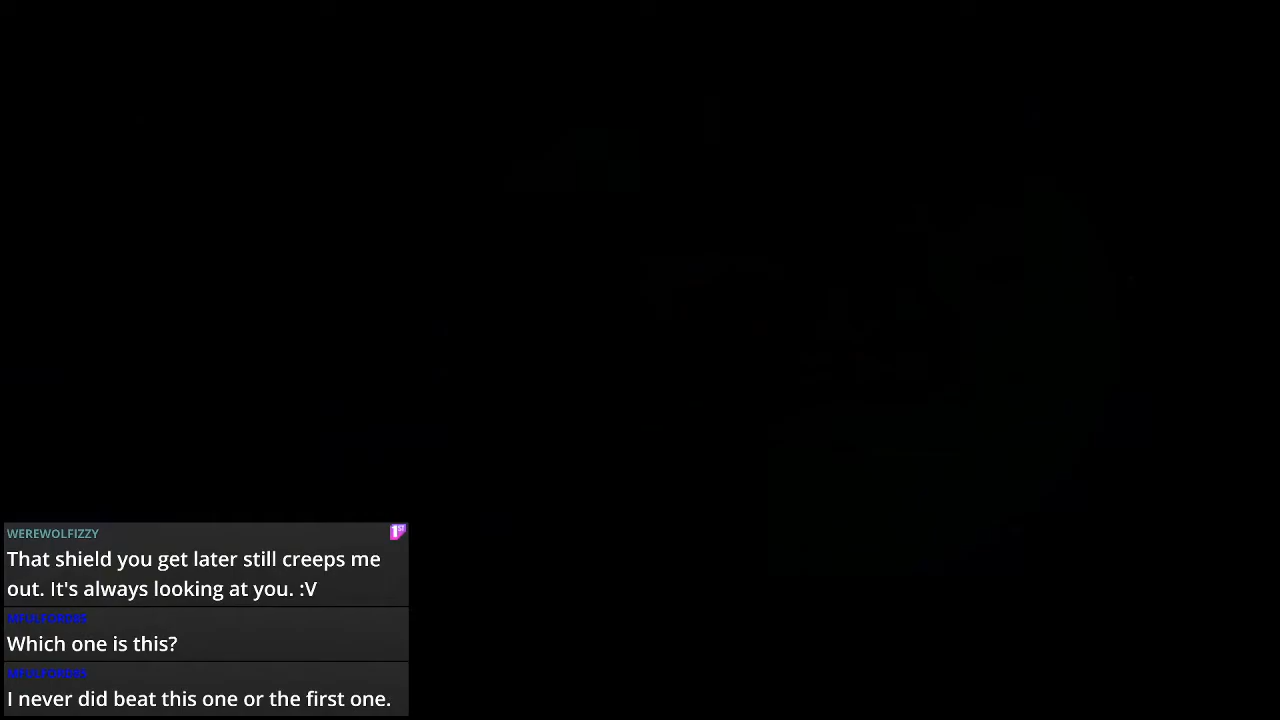 WEREWOLFIZZY
That shield you get later still creeps me
out. It's always looking at you. :V
Which one is this?
I never did beat this one or the first one.